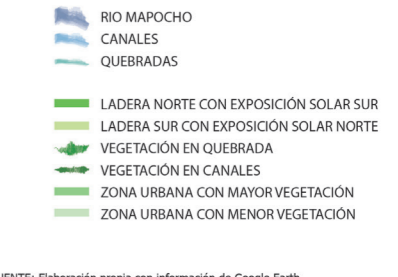 RIO MAPOCHO
CANALES
QUEBRADAS
LADERA NORTE CON EXPOSICIÓN SOLAR SUR
LADERA SUR CON EXPOSICIÓN SOLAR NORTE
VEGETACIÓN EN QUEBRADA
VEGETACIÓN EN CANALES
ZONA URBANA CON MAYOR VEGETACIÓN
ZONA URBANA CON MENOR VEGETACIÓN
ENTE: Elaboración propia con información de Google Earth